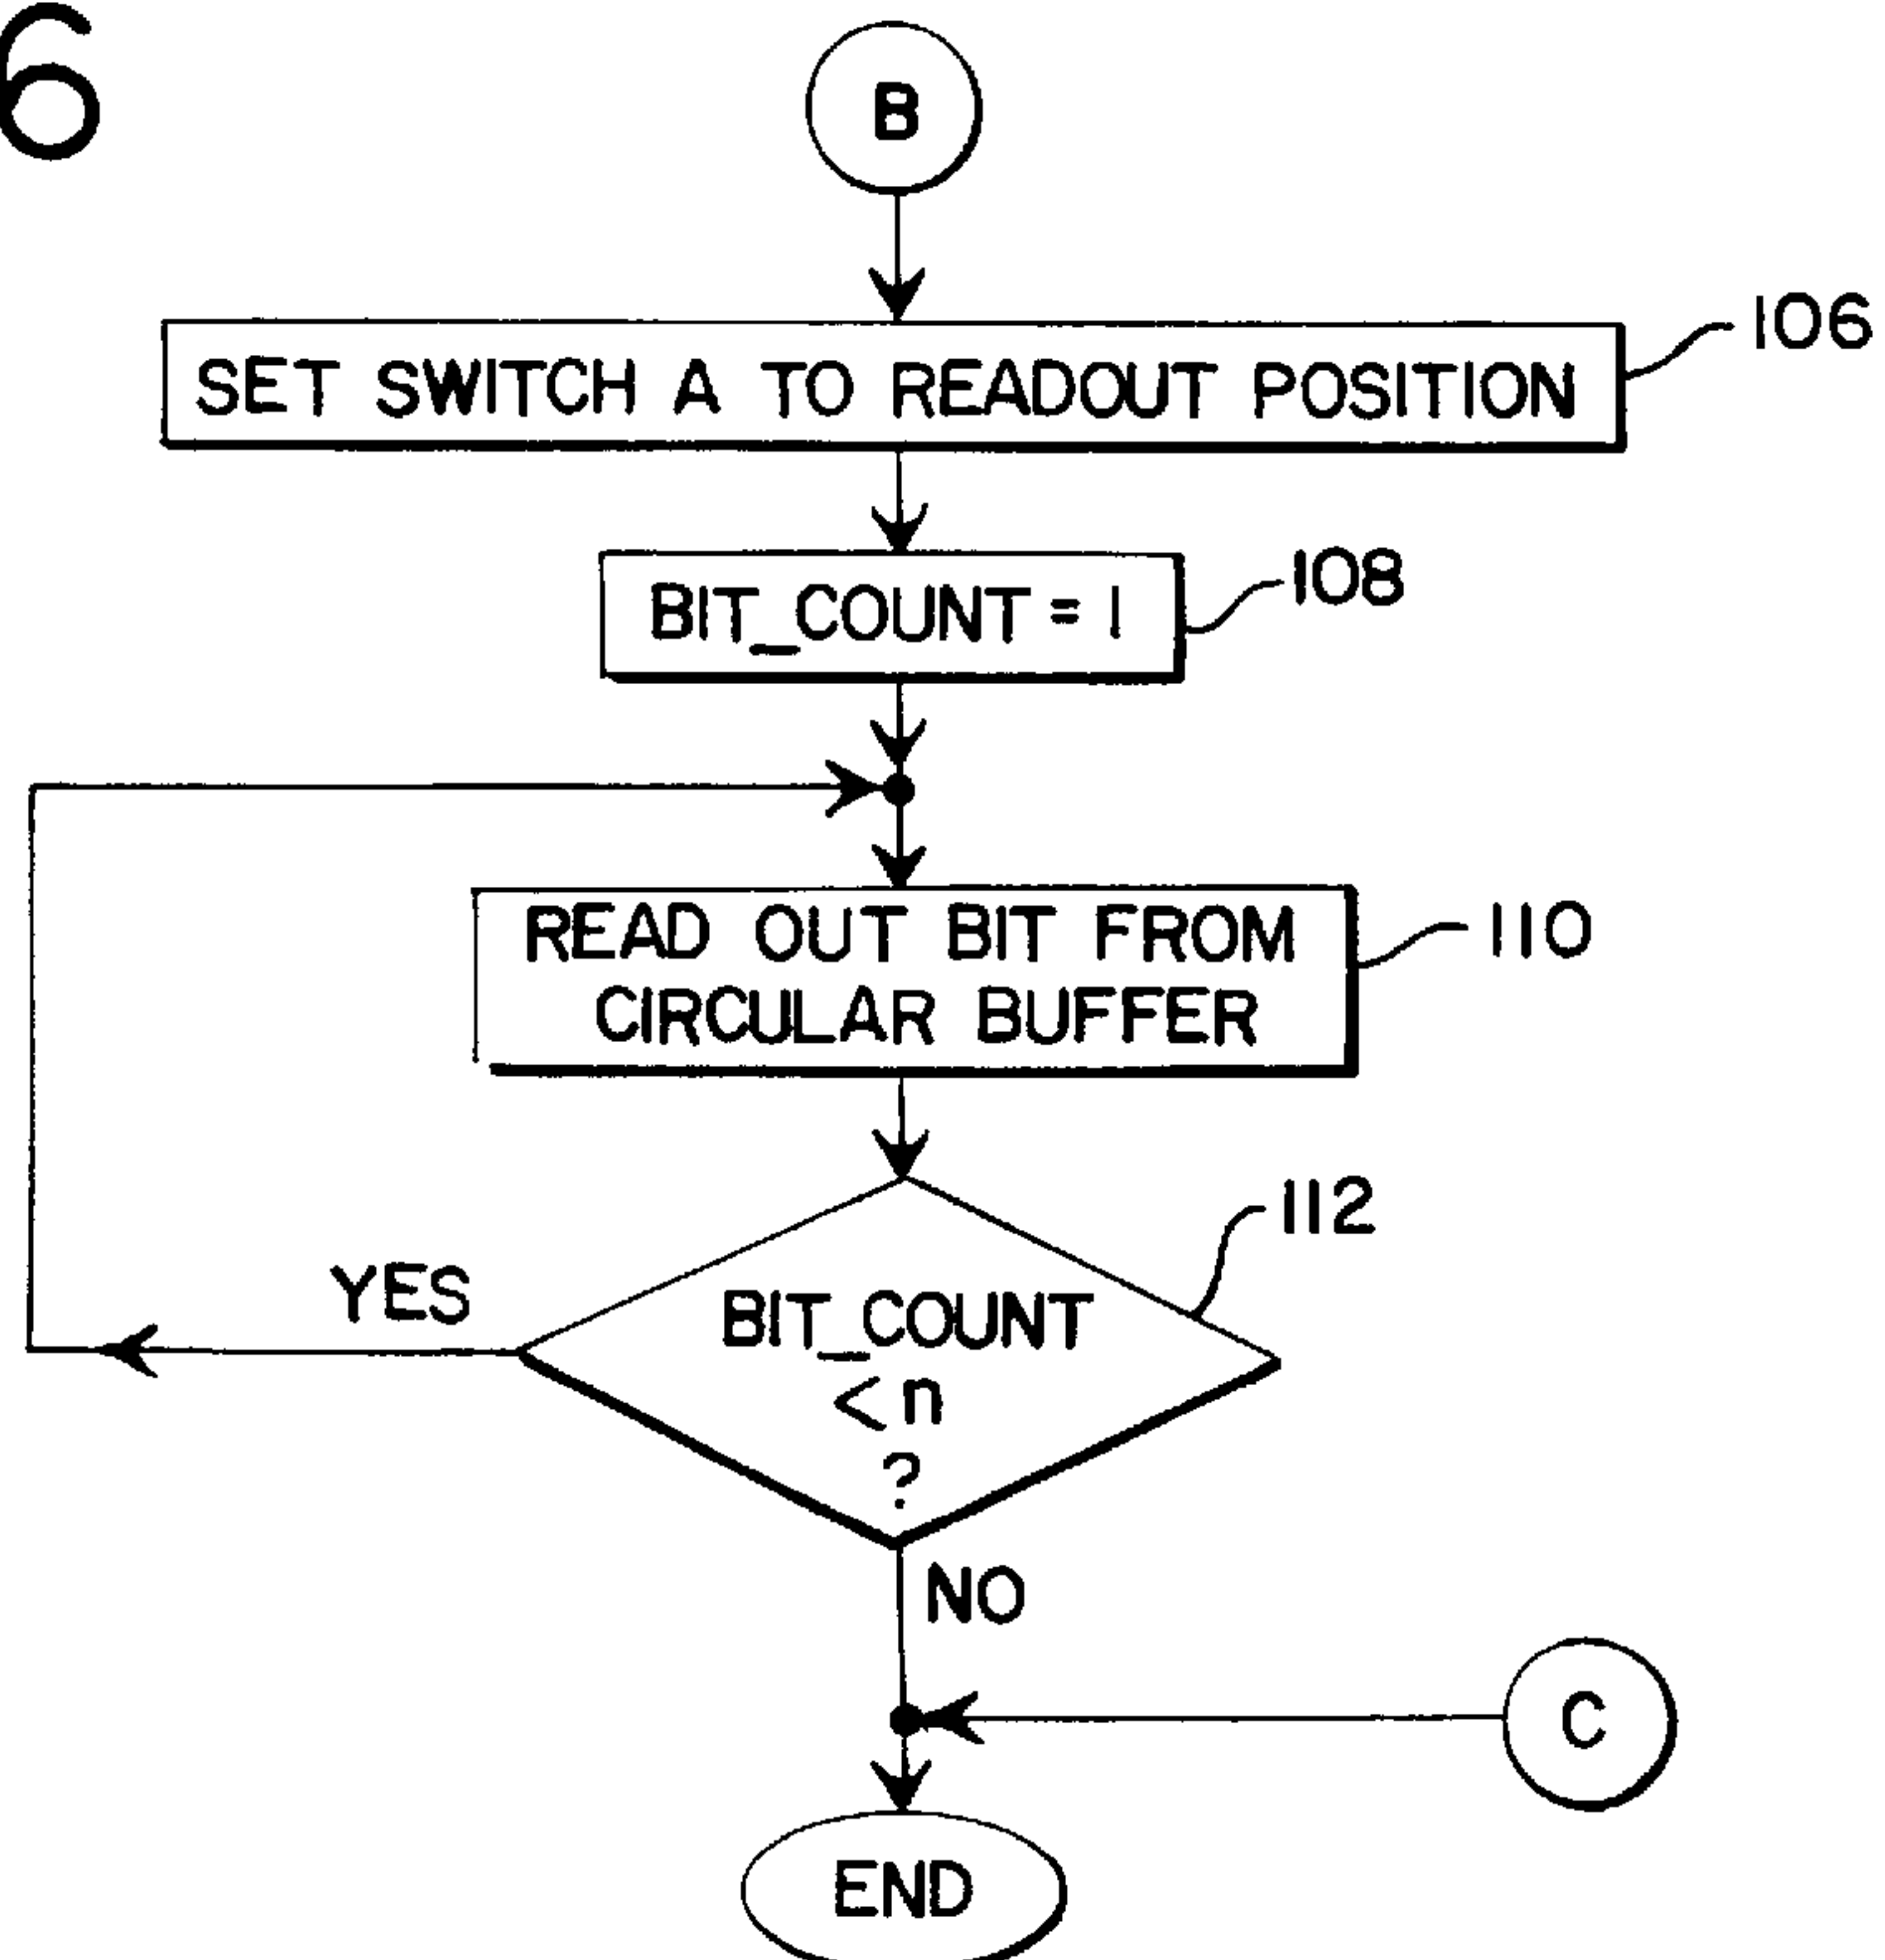 6
B
SET SWITCH A TO READOUT POSITION
106
BIT_COUNT = 1
108
READ OUT BIT FROM
CIRCULAR BUFFER
110
112
YES
BIT_COUNT
<n
?
NO
C
END